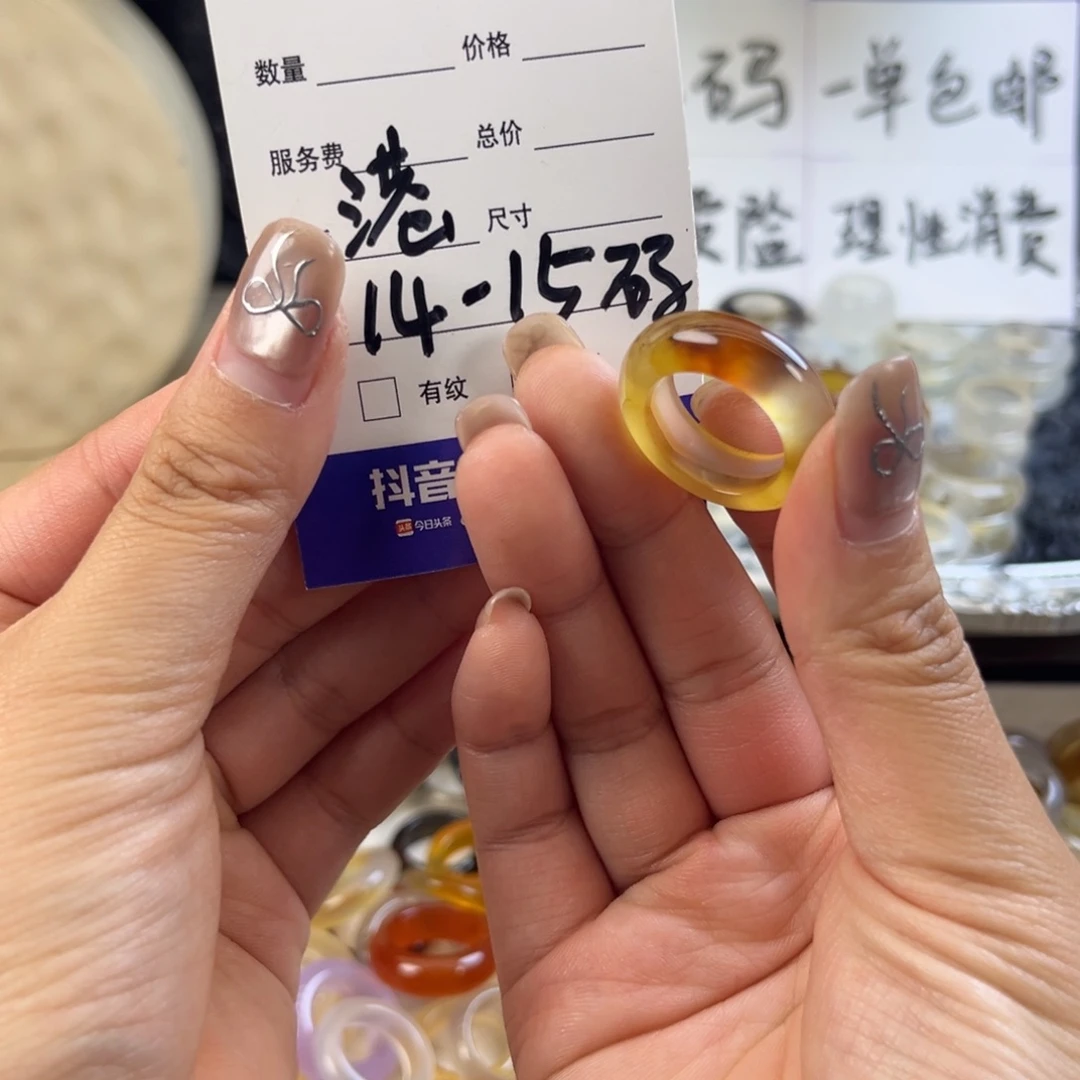 数量 价格
服务费 总价
港 尺寸
14-15码
有纹
抖音
今日头条
码 一单包邮
险 理性消费